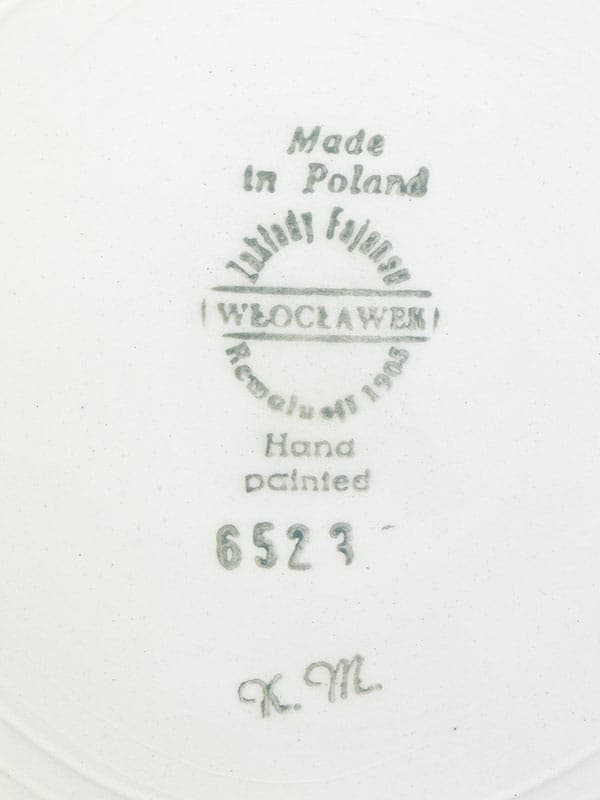 Made
in Poland
Zakłady Fajansu
WŁOCŁAWEK
Rewolucji 1905
Hand
painted
6523
K. M.